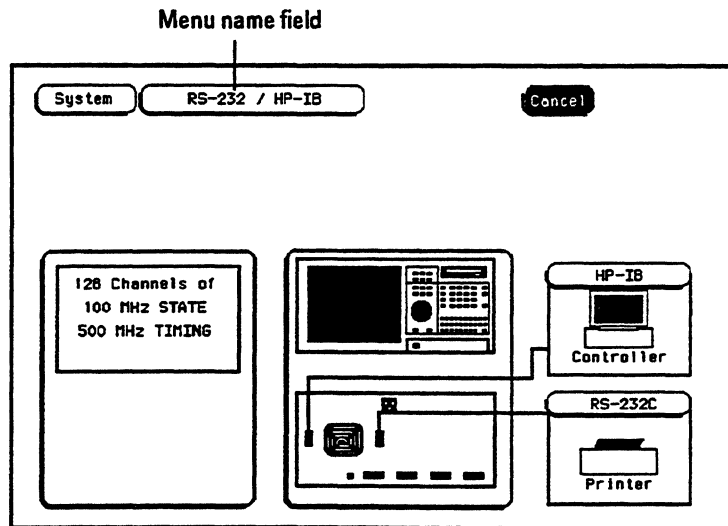 Menu name field
System RS-232 / HP-IB Cancel
128 Channels of
100 MHz STATE
500 MHz TIMING
HP-IB
Controller
RS-232C
Printer